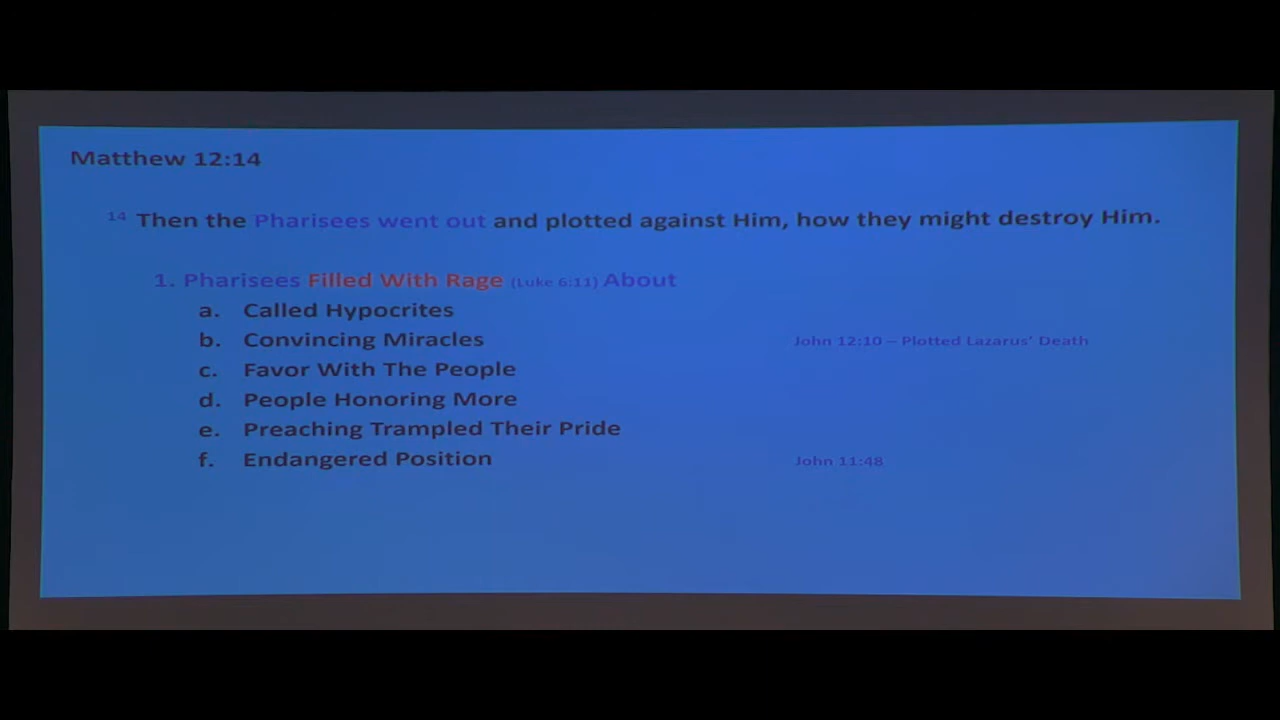 Matthew 12:14
14 Then the Pharisees went out and plotted against Him, how they might destroy Him.
1. Pharisees Filled With Rage (Luke 6:11) About
a. Called Hypocrites
b. Convincing Miracles John 12:10 – Plotted Lazarus' Death
c. Favor With The People
d. People Honoring More
e. Preaching Trampled Their Pride
f. Endangered Position John 11:48